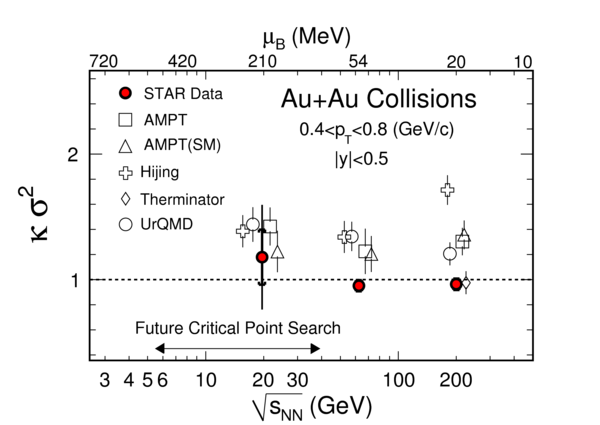 μB (MeV)
720 420 210 54 20 10
STAR Data
AMPT
AMPT(SM)
Hijing
Therminator
UrQMD
Au+Au Collisions
0.4<pT<0.8 (GeV/c)
|y|<0.5
κ σ²
2
1
Future Critical Point Search
3 4 5 6 10 20 30 100 200
√sNN (GeV)